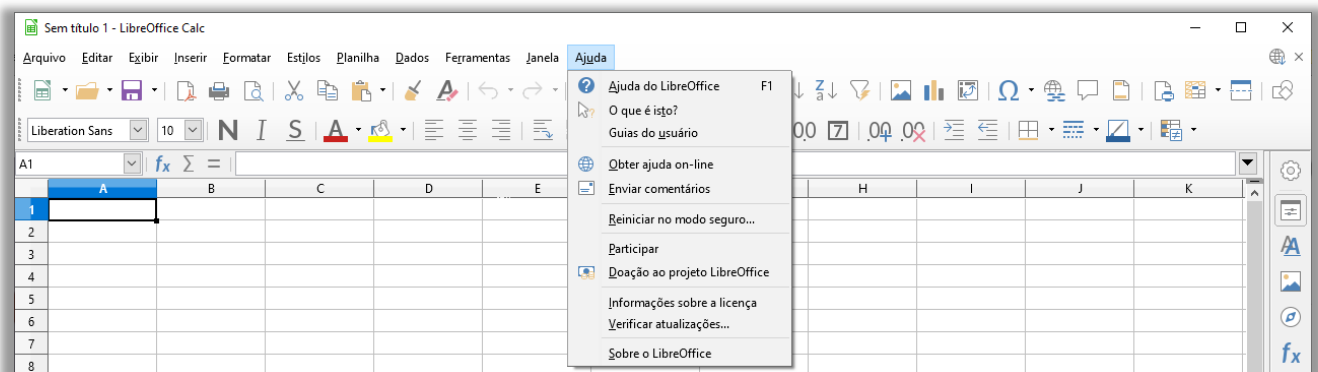 Sem título 1 - LibreOffice Calc
Arquivo Editar Exibir Inserir Formatar Estilos Planilha Dados Ferramentas Janela Ajuda
Ajuda do LibreOffice F1
O que é isto?
Guias do usuário
Obter ajuda on-line
Enviar comentários
Reiniciar no modo seguro...
Participar
Doação ao projeto LibreOffice
Informações sobre a licença
Verificar atualizações...
Sobre o LibreOffice
Liberation Sans 10 N I S A
A1 fx Σ =
A B C D E H I J K
1
2
3
4
5
6
7
8